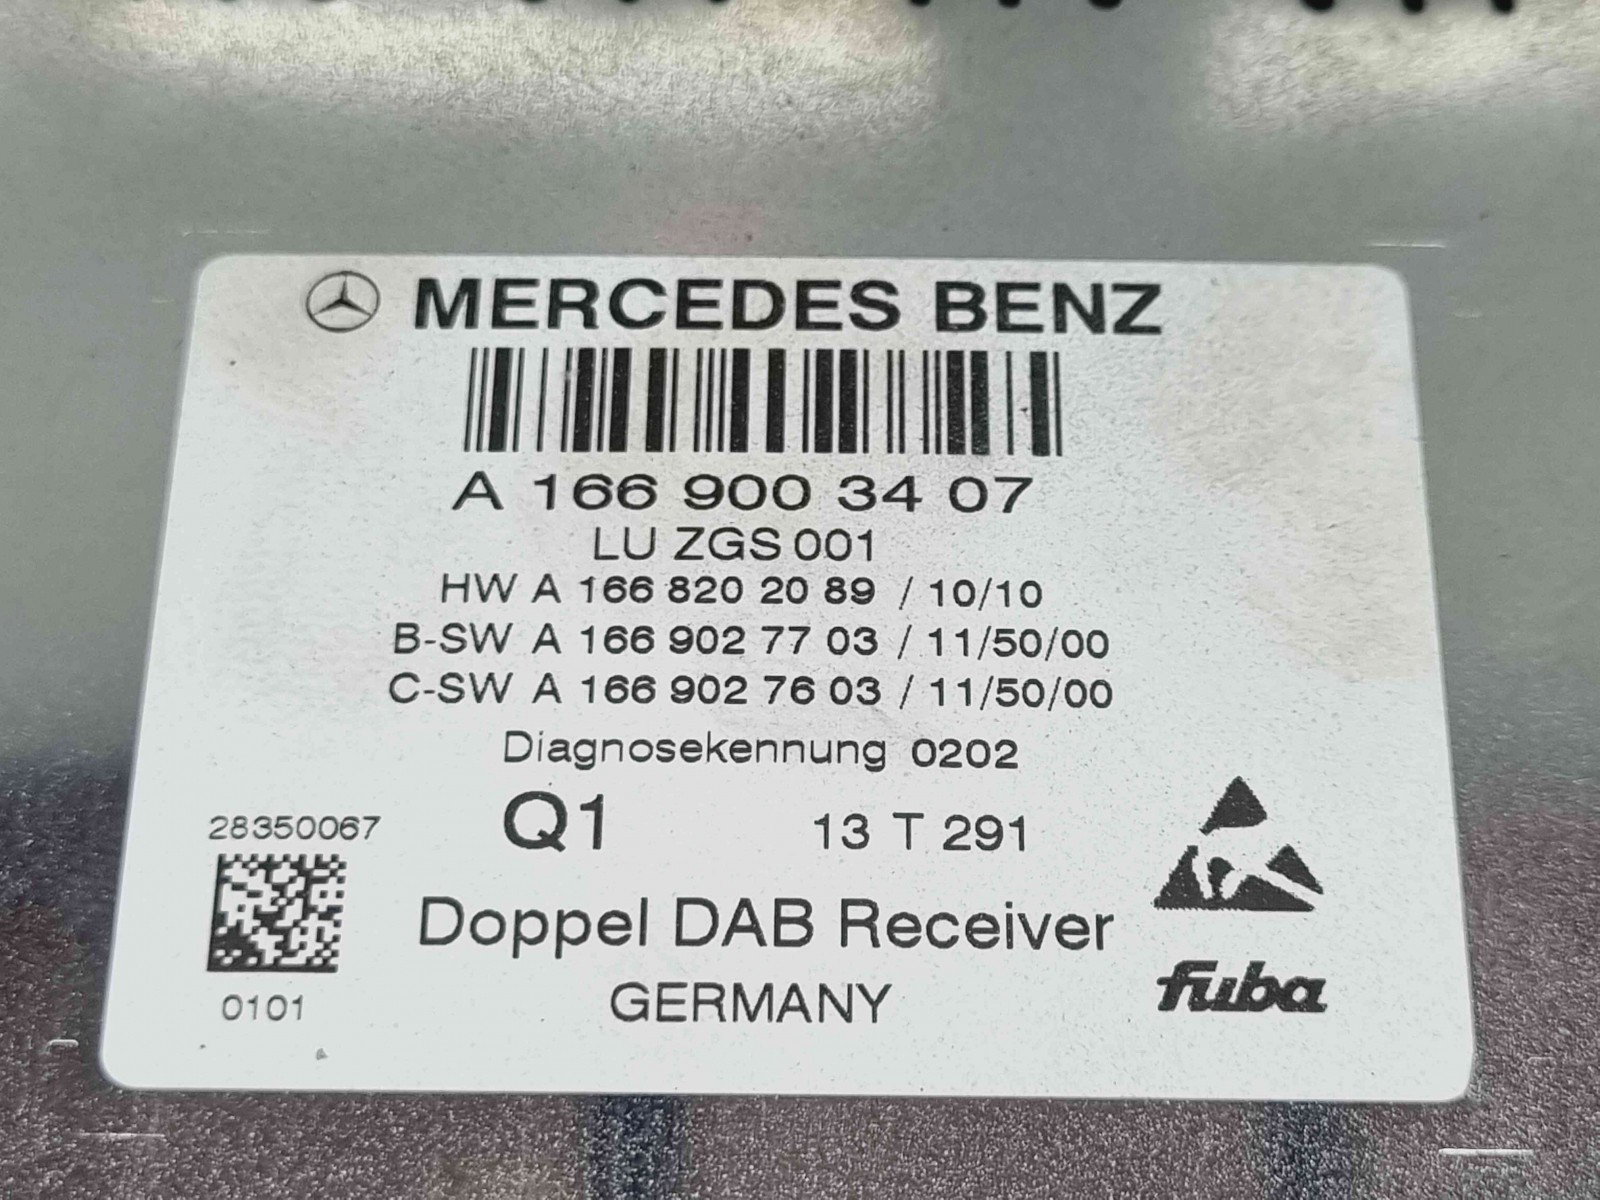 MERCEDES BENZ
A 166 900 34 07
LU ZGS 001
HW A 166 820 20 89 / 10/10
B-SW A 166 902 77 03 / 11/50/00
C-SW A 166 902 76 03 / 11/50/00
Diagnosekennung 0202
28350067 Q1 13 T 291
Doppel DAB Receiver
0101 GERMANY fuba